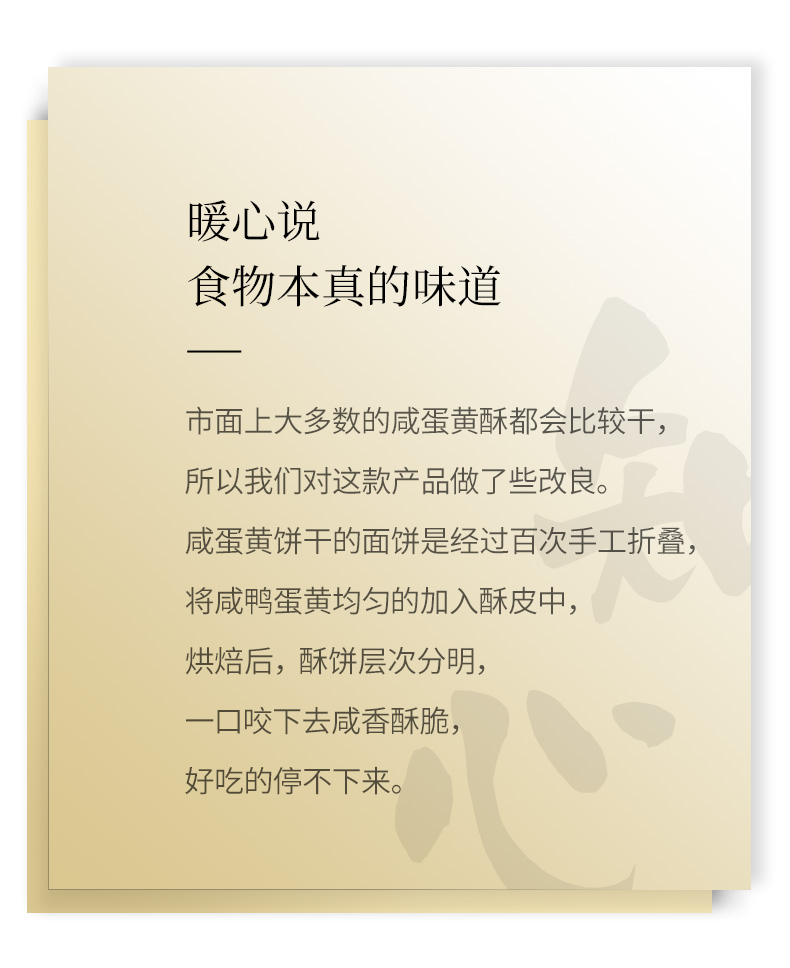 暖心说
食物本真的味道
市面上大多数的咸蛋黄酥都会比较干，
所以我们对这款产品做了些改良。
咸蛋黄饼干的面饼是经过百次手工折叠，
将咸鸭蛋黄均匀的加入酥皮中，
烘焙后，酥饼层次分明，
一口咬下去咸香酥脆，
好吃的停不下来。
知
心